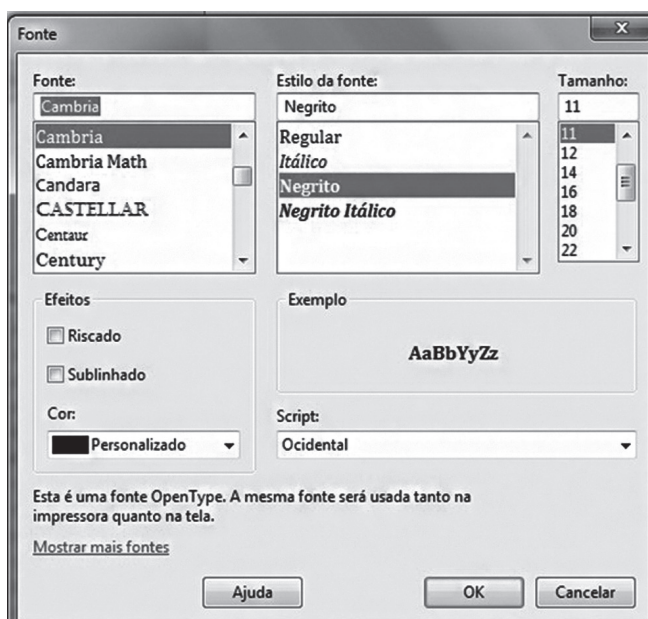 Fonte
X
Fonte:
Cambria
Cambria
Cambria Math
Candara
CASTELLAR
Centaur
Century
Estilo da fonte:
Negrito
Regular
Itálico
Negrito
Negrito Itálico
Tamanho:
11
11
12
14
16
18
20
22
Efeitos
Riscado
Sublinhado
Cor:
Personalizado
Exemplo
AaBbYyZz
Script:
Ocidental
Esta é uma fonte OpenType. A mesma fonte será usada tanto na
impressora quanto na tela.
Mostrar mais fontes
Ajuda
OK
Cancelar